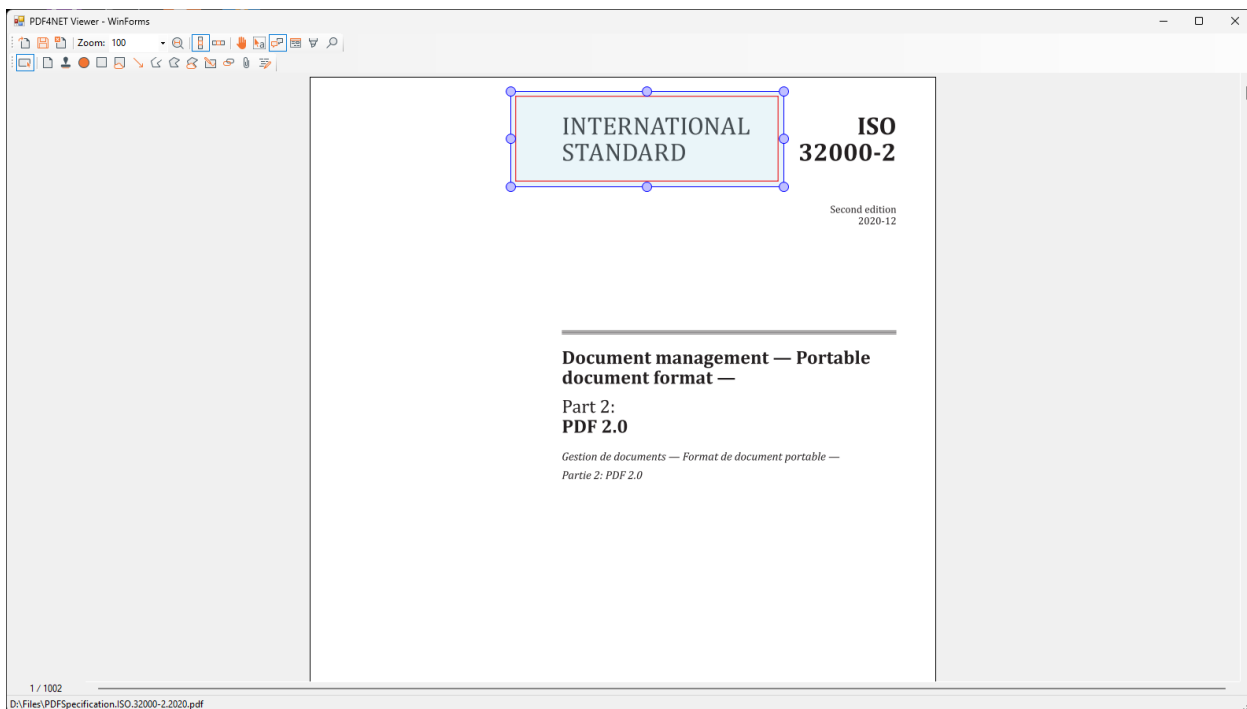 PDF4NET Viewer - WinForms
Zoom: 100
INTERNATIONAL
STANDARD
ISO
32000-2
Second edition
2020-12
Document management — Portable
document format —
Part 2:
PDF 2.0
Gestion de documents — Format de document portable —
Partie 2: PDF 2.0
1 / 1002
D:\Files\PDFSpecification.ISO.32000-2.2020.pdf